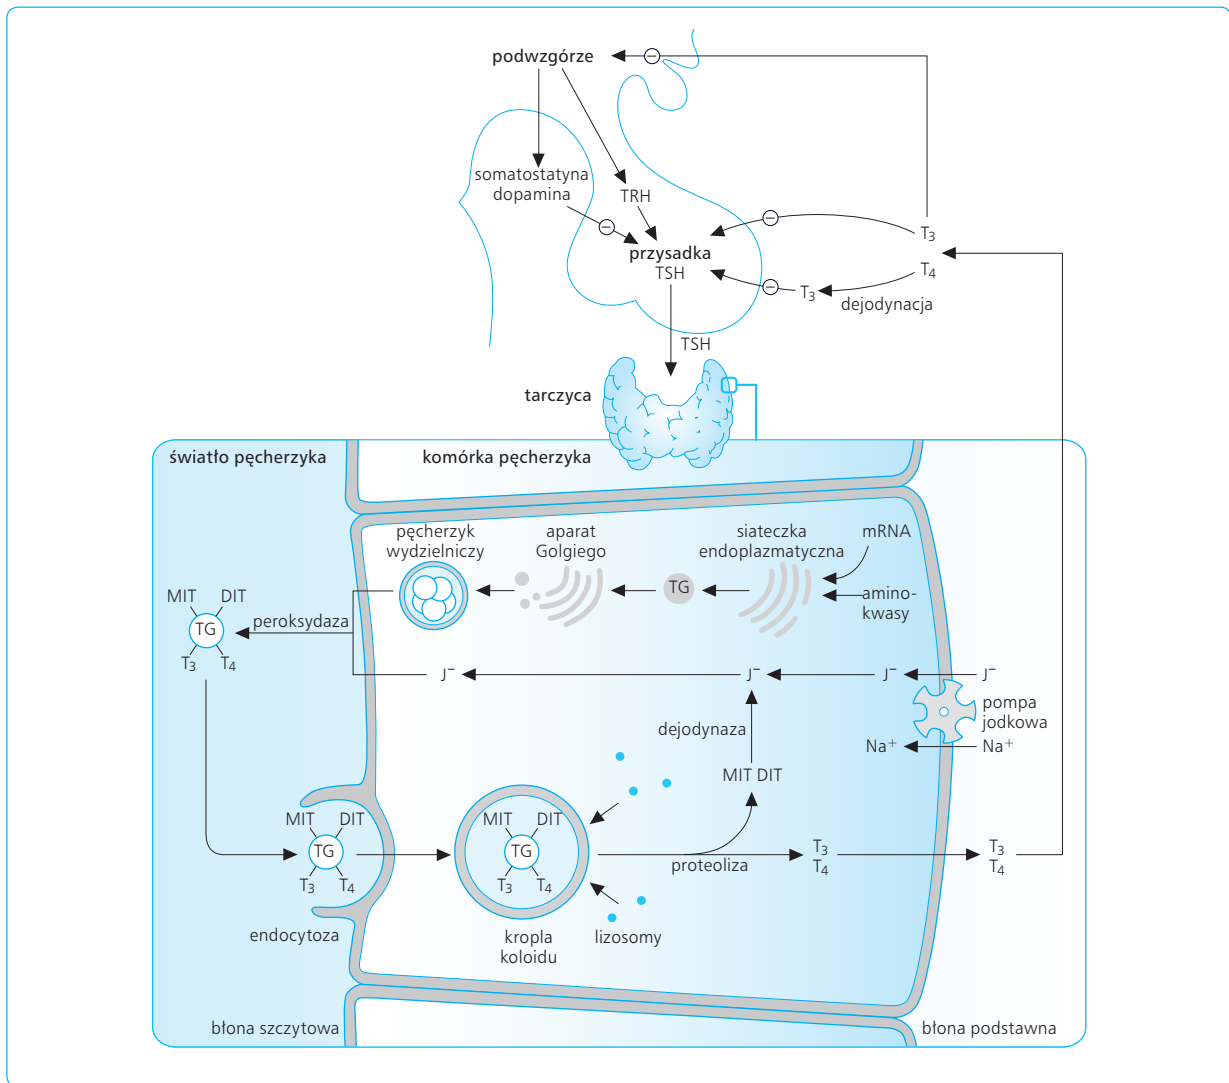 podwzgórze
−
somatostatyna
dopamina
TRH
−
−
T₃
przysadka
TSH
T₄
−
T₃
dejodynacja
TSH
tarczyca
światło pęcherzyka
komórka pęcherzyka
pęcherzyk
wydzielniczy
aparat
Golgiego
siateczka
endoplazmatyczna
mRNA
TG
amino-
kwasy
MIT DIT
TG
T₃ T₄
peroksydaza
J⁻
J⁻
J⁻
J⁻
pompa
jodkowa
dejodynaza
Na⁺
Na⁺
MIT DIT
MIT DIT
TG
T₃ T₄
MIT DIT
TG
T₃ T₄
proteoliza
T₃
T₄
T₃
T₄
endocytoza
kropla
koloidu
lizosomy
błona szczytowa
błona podstawna